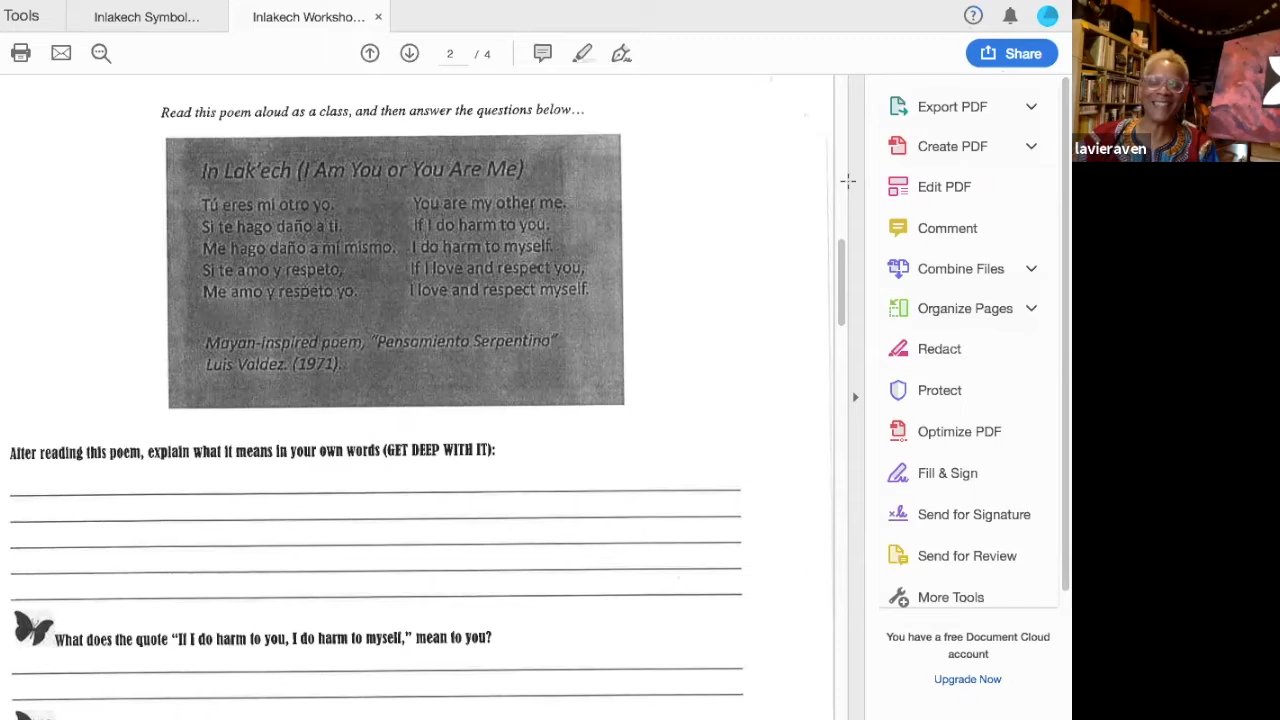 Tools
Inlakech Symbol...
Inlakech Worksho... ×
2 / 4
Share
Read this poem aloud as a class, and then answer the questions below…
In Lak'ech (I Am You or You Are Me)
Tú eres mi otro yo. You are my other me.
Si te hago daño a ti. If I do harm to you.
Me hago daño a mi mismo. I do harm to myself.
Si te amo y respeto, If I love and respect you,
Me amo y respeto yo. I love and respect myself.
Mayan-inspired poem, "Pensamiento Serpentino"
Luis Valdez. (1971).
After reading this poem, explain what it means in your own words (GET DEEP WITH IT):
What does the quote "If I do harm to you, I do harm to myself," mean to you?
Export PDF
Create PDF
Edit PDF
Comment
Combine Files
Organize Pages
Redact
Protect
Optimize PDF
Fill & Sign
Send for Signature
Send for Review
More Tools
You have a free Document Cloud
account
Upgrade Now
lavieraven